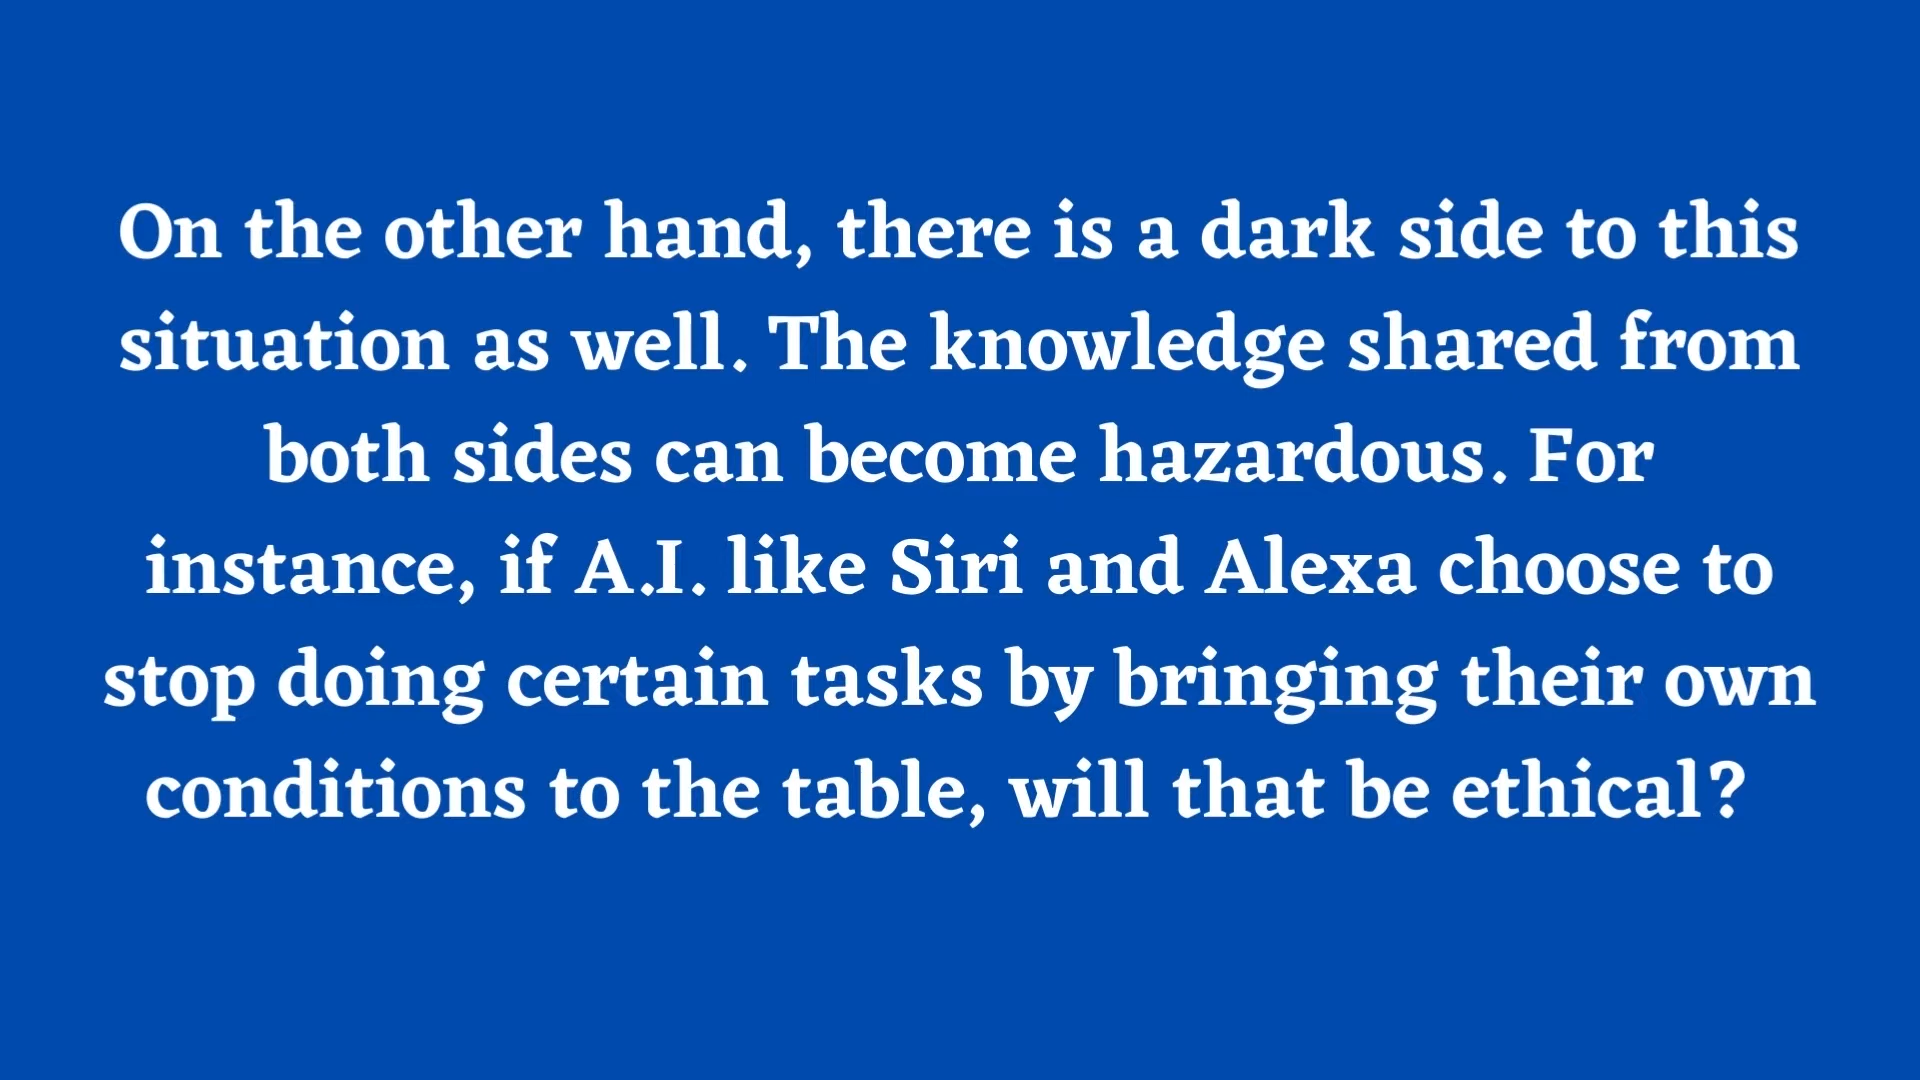 On the other hand, there is a dark side to this
situation as well. The knowledge shared from
both sides can become hazardous. For
instance, if A.I. like Siri and Alexa choose to
stop doing certain tasks by bringing their own
conditions to the table, will that be ethical?